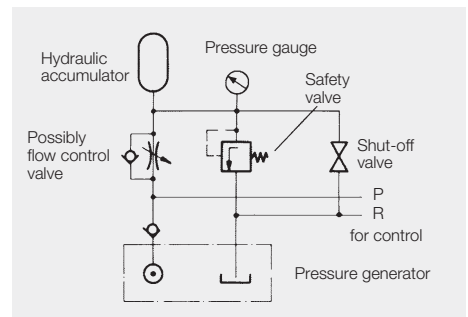 Pressure gauge
Hydraulic
accumulator
Safety
valve
Possibly
flow control
valve
Shut-off
valve
P
R
for control
Pressure generator